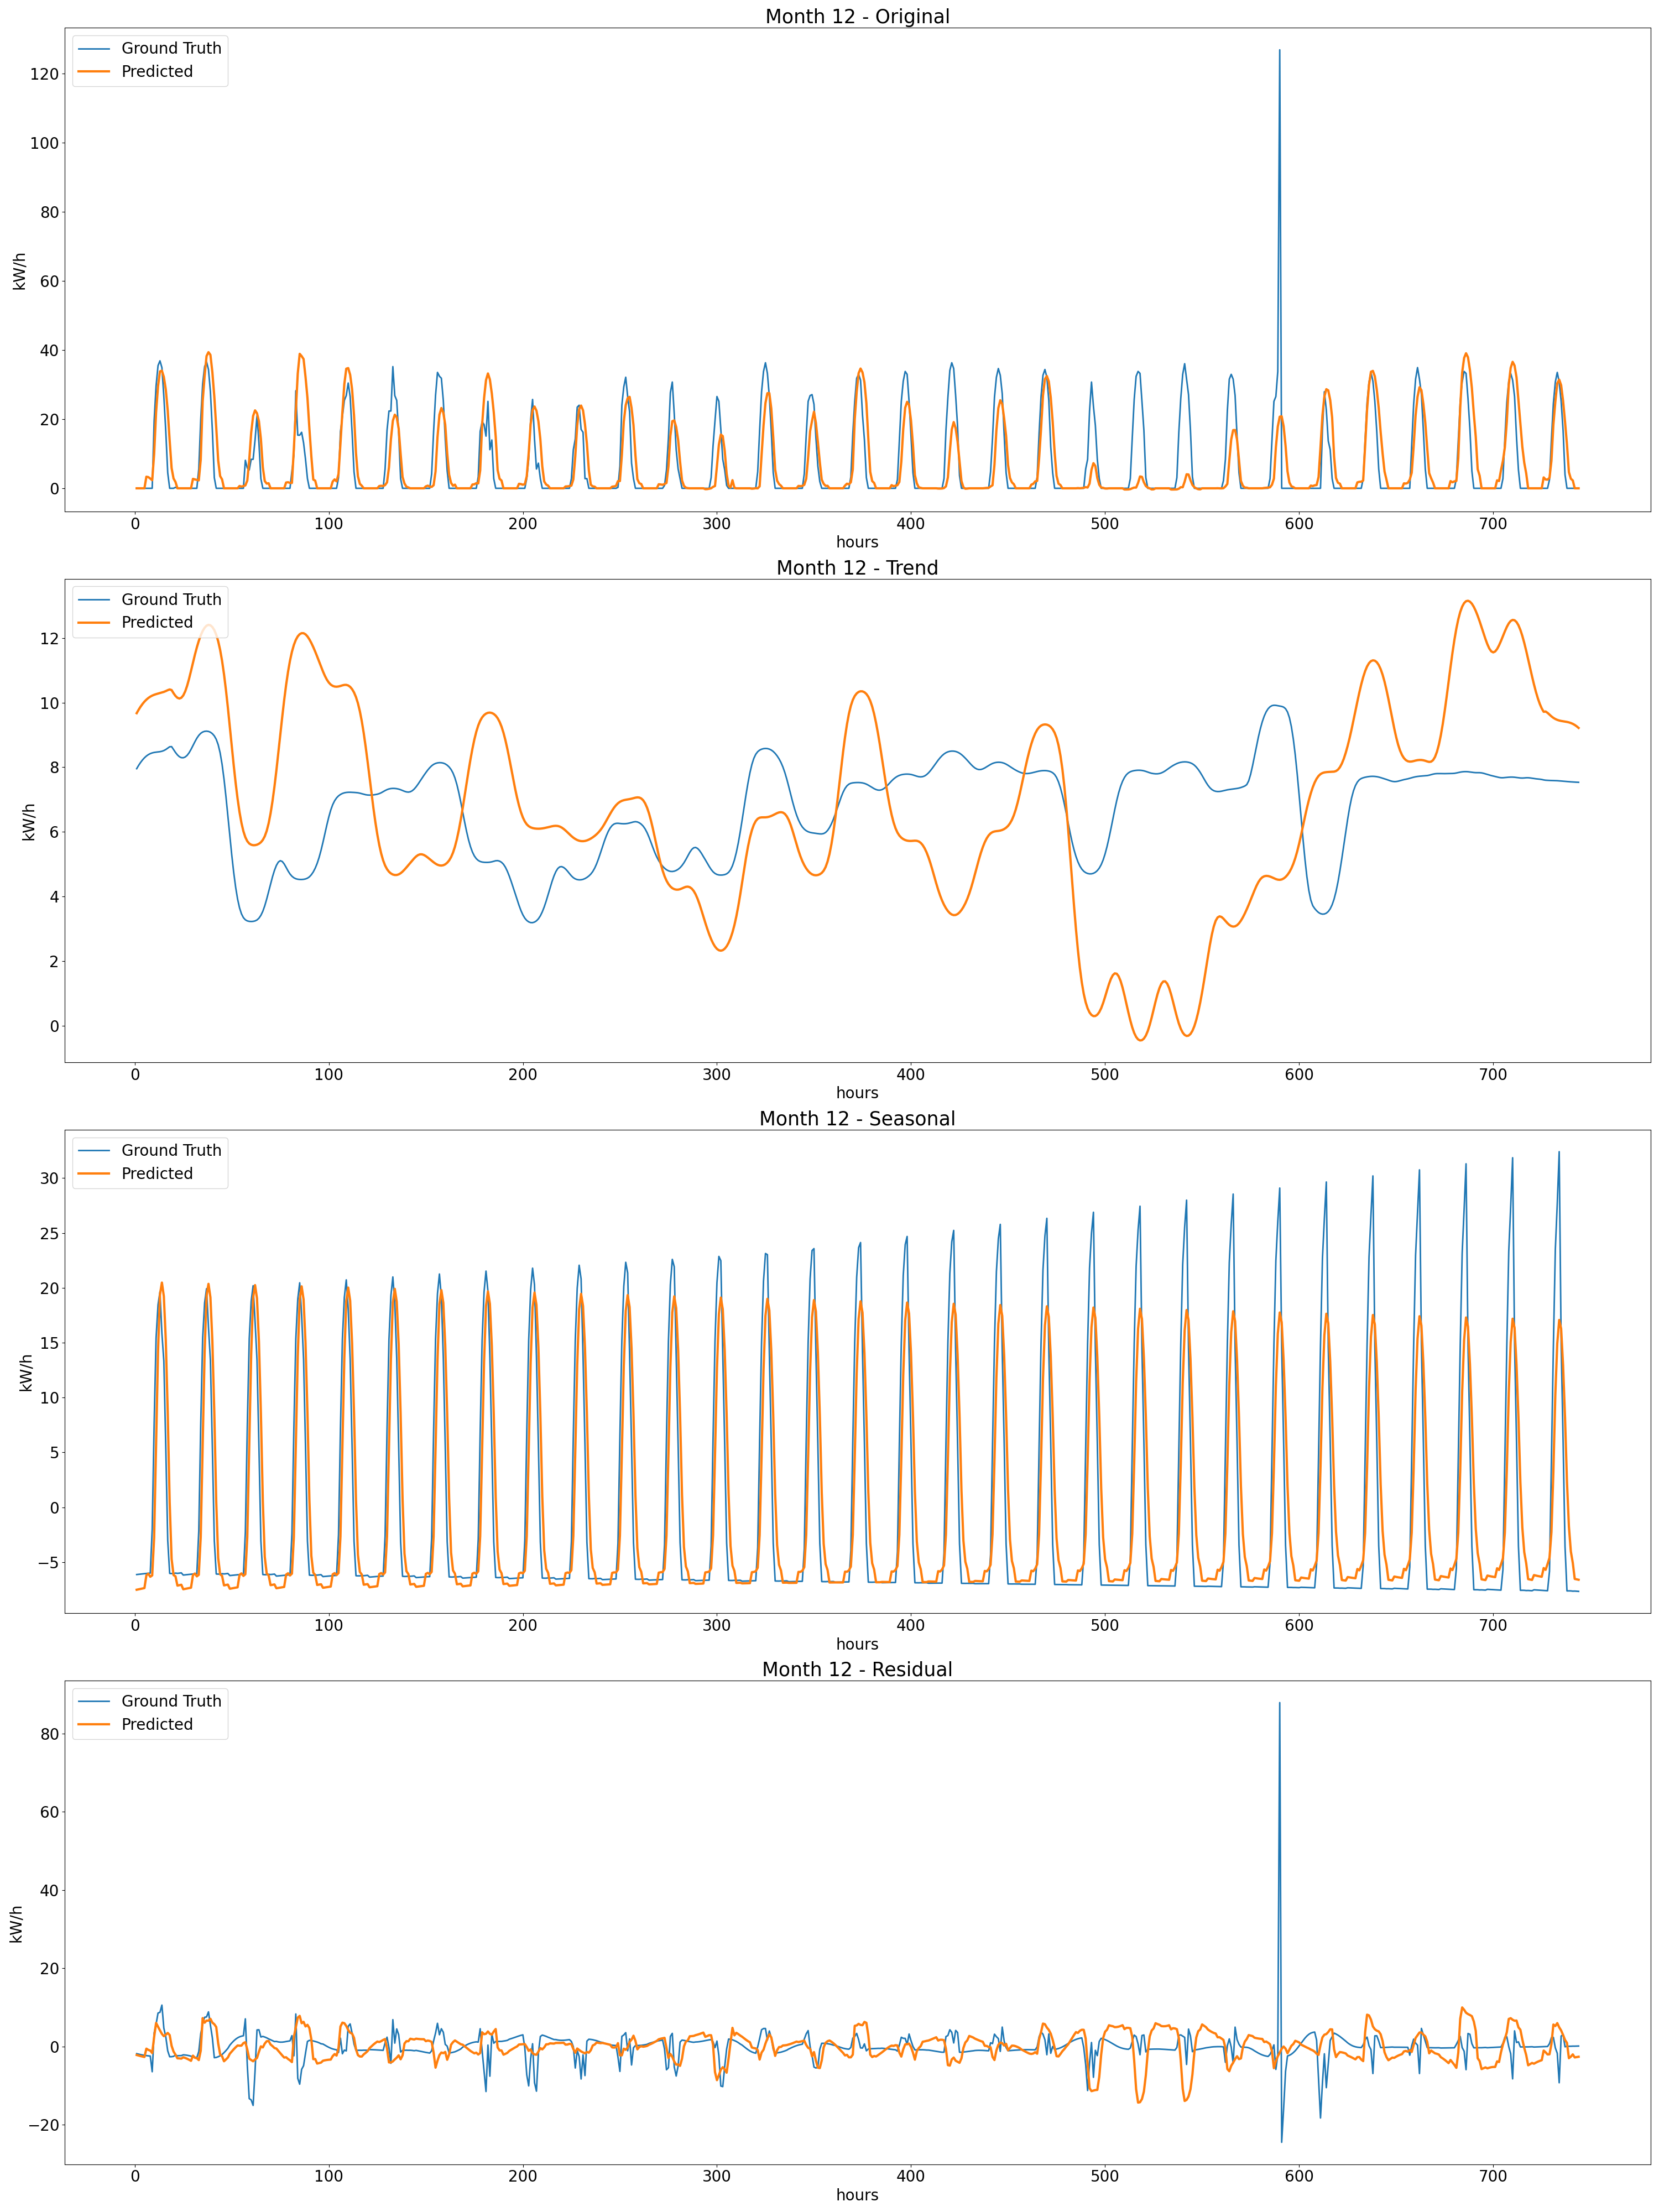 Month 12 - Original
Ground Truth
Predicted
kW/h
120
100
80
60
40
20
0
0 100 200 300 400 500 600 700
hours
Month 12 - Trend
Ground Truth
Predicted
kW/h
12
10
8
6
4
2
0
0 100 200 300 400 500 600 700
hours
Month 12 - Seasonal
Ground Truth
Predicted
kW/h
30
25
20
15
10
5
0
−5
0 100 200 300 400 500 600 700
hours
Month 12 - Residual
Ground Truth
Predicted
kW/h
80
60
40
20
0
−20
0 100 200 300 400 500 600 700
hours